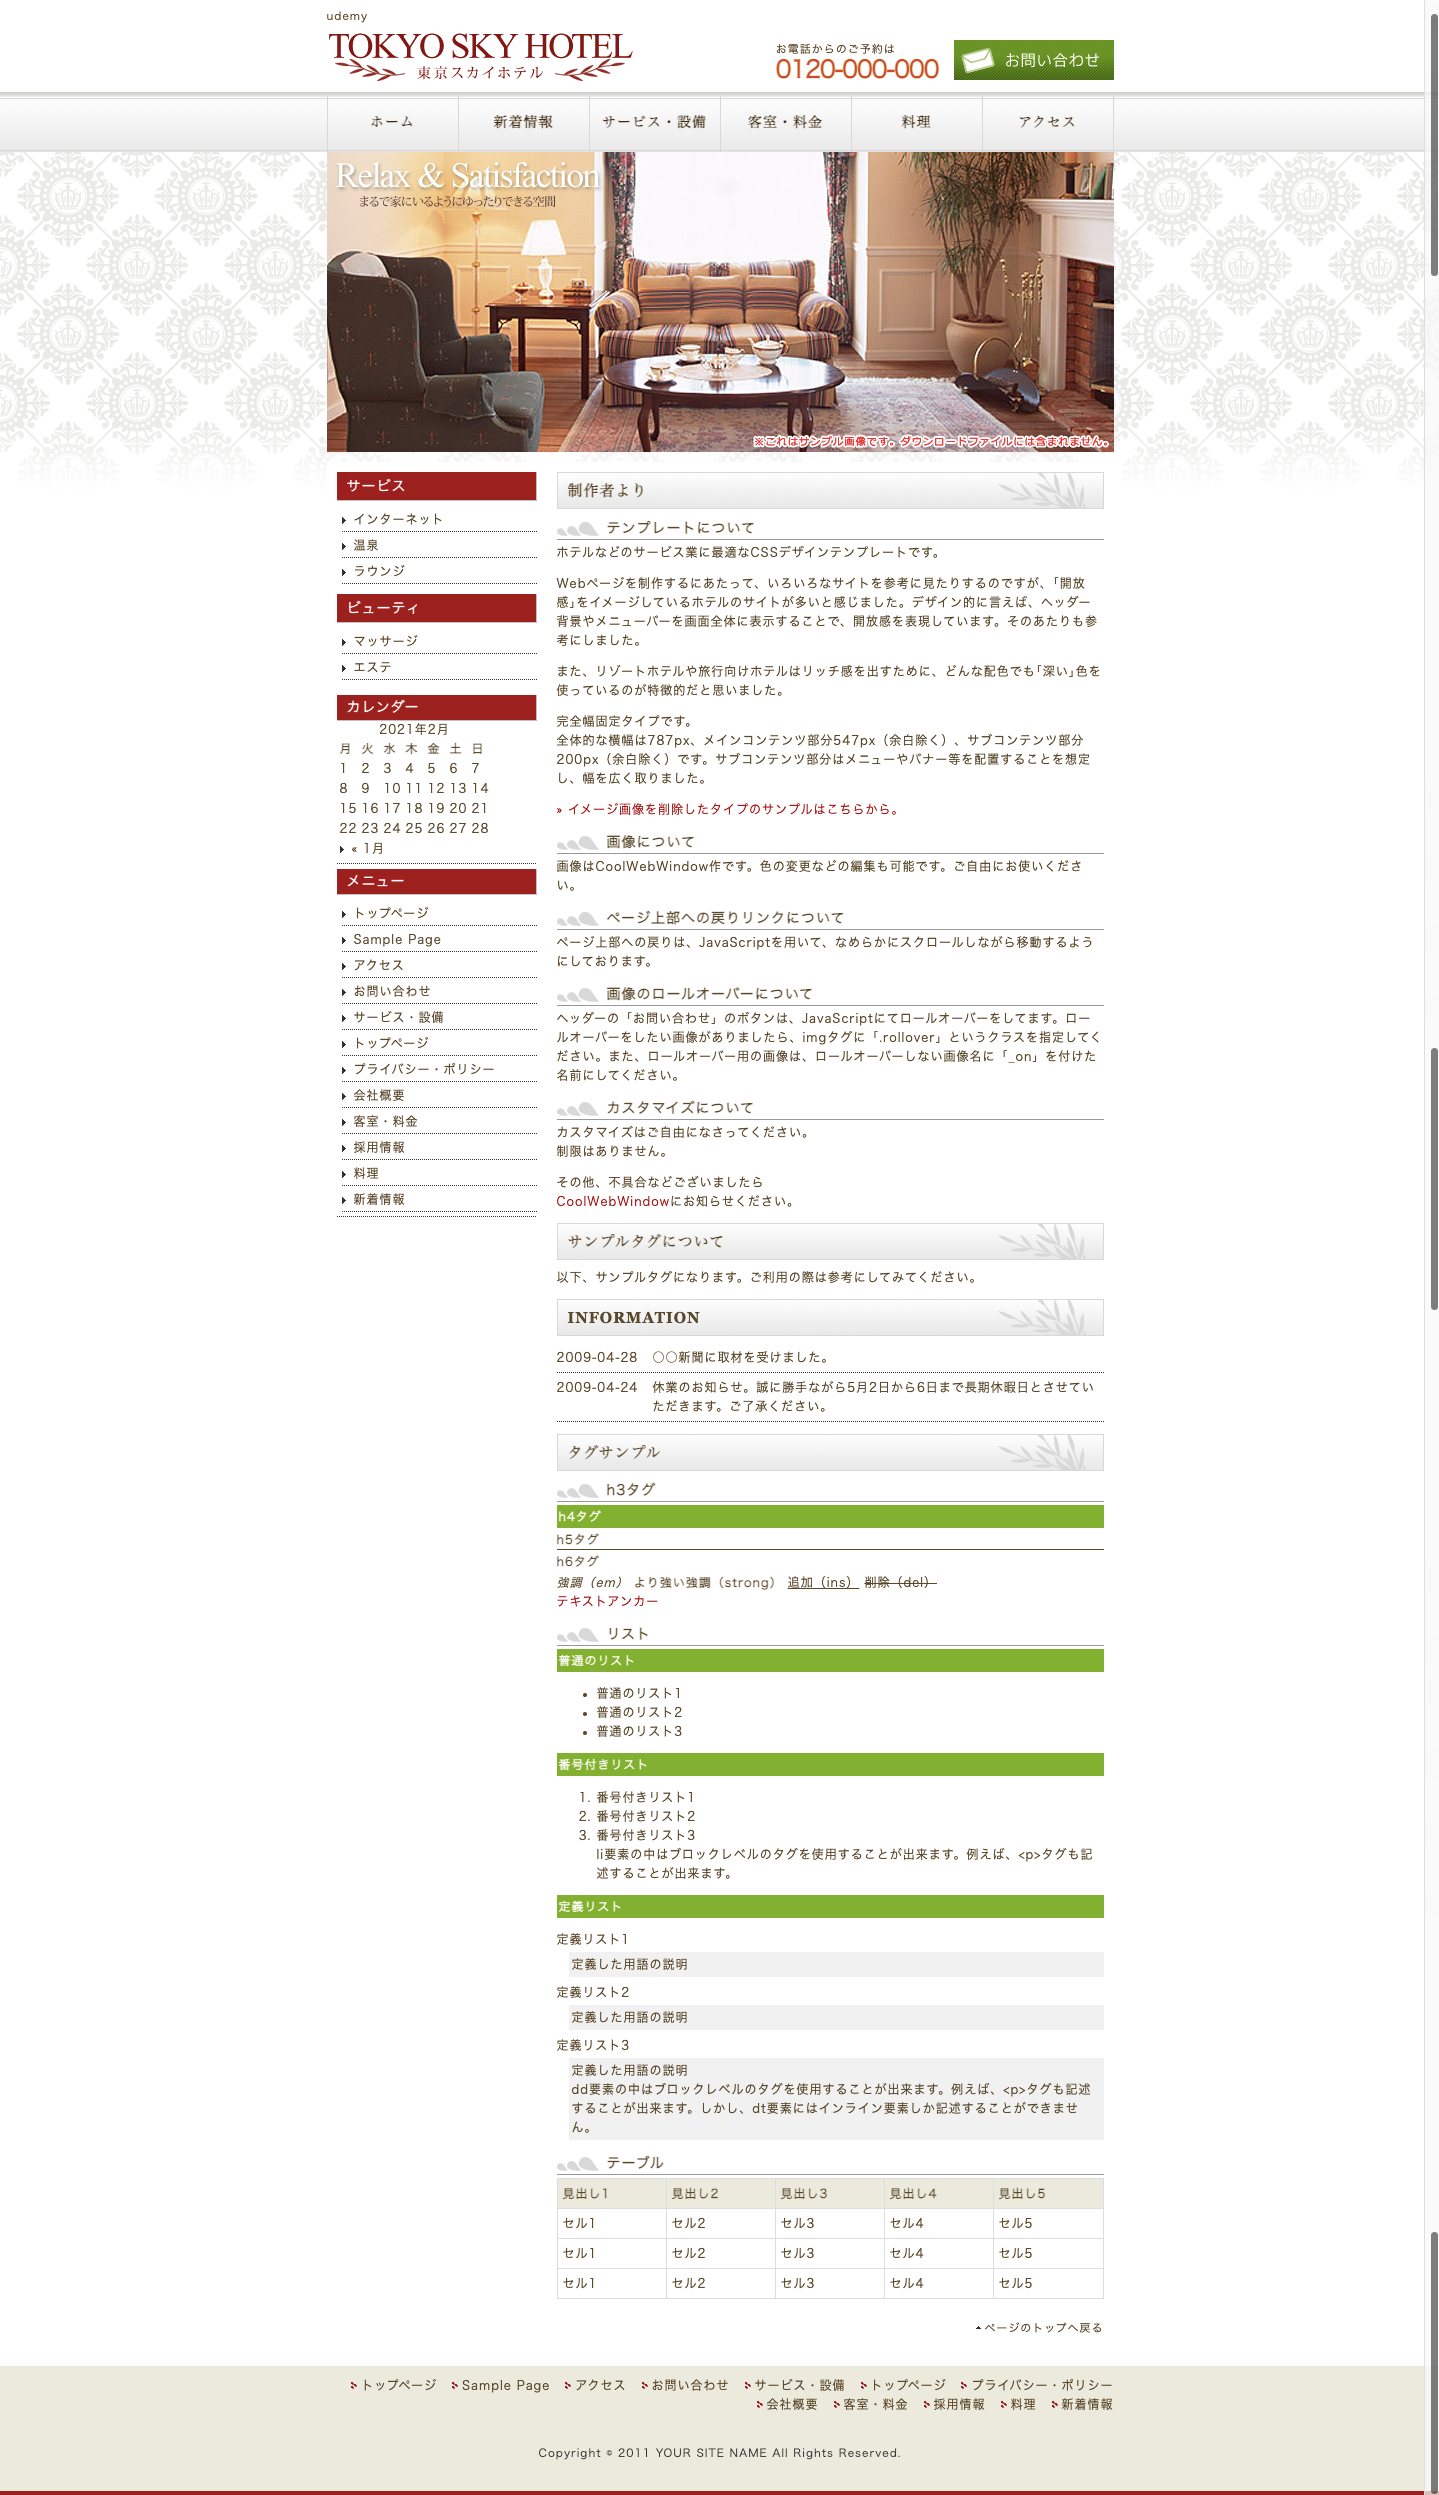 udemy
TOKYO SKY HOTEL
東京スカイホテル
お電話からのご予約は
0120-000-000
お問い合わせ
ホーム
新着情報
サービス・設備
客室・料金
料理
アクセス
Relax & Satisfaction
まるで家にいるようにゆったりできる空間
※これはサンプル画像です。ダウンロードファイルには含まれません。
サービス
インターネット
温泉
ラウンジ
ビューティ
マッサージ
エステ
カレンダー
2021年2月
月 火 水 木 金 土 日
1 2 3 4 5 6 7
8 9 10 11 12 13 14
15 16 17 18 19 20 21
22 23 24 25 26 27 28
« 1月
メニュー
トップページ
Sample Page
アクセス
お問い合わせ
サービス・設備
トップページ
プライバシー・ポリシー
会社概要
客室・料金
採用情報
料理
新着情報
制作者より
テンプレートについて
ホテルなどのサービス業に最適なCSSデザインテンプレートです。
Webページを制作するにあたって、いろいろなサイトを参考に見たりするのですが、｢開放
感｣をイメージしているホテルのサイトが多いと感じました。デザイン的に言えば、ヘッダー
背景やメニューバーを画面全体に表示することで、開放感を表現しています。そのあたりも参
考にしました。
また、リゾートホテルや旅行向けホテルはリッチ感を出すために、どんな配色でも｢深い｣色を
使っているのが特徴的だと思いました。
完全幅固定タイプです。
全体的な横幅は787px、メインコンテンツ部分547px（余白除く）、サブコンテンツ部分
200px（余白除く）です。サブコンテンツ部分はメニューやバナー等を配置することを想定
し、幅を広く取りました。
» イメージ画像を削除したタイプのサンプルはこちらから。
画像について
画像はCoolWebWindow作です。色の変更などの編集も可能です。ご自由にお使いくださ
い。
ページ上部への戻りリンクについて
ページ上部への戻りは、JavaScriptを用いて、なめらかにスクロールしながら移動するよう
にしております。
画像のロールオーバーについて
ヘッダーの「お問い合わせ」のボタンは、JavaScriptにてロールオーバーをしてます。ロー
ルオーバーをしたい画像がありましたら、imgタグに「.rollover」というクラスを指定してく
ださい。また、ロールオーバー用の画像は、ロールオーバーしない画像名に「_on」を付けた
名前にしてください。
カスタマイズについて
カスタマイズはご自由になさってください。
制限はありません。
その他、不具合などございましたら
CoolWebWindowにお知らせください。
サンプルタグについて
以下、サンプルタグになります。ご利用の際は参考にしてみてください。
INFORMATION
2009-04-28 ○○新聞に取材を受けました。
2009-04-24 休業のお知らせ。誠に勝手ながら5月2日から6日まで長期休暇日とさせてい
ただきます。ご了承ください。
タグサンプル
h3タグ
h4タグ
h5タグ
h6タグ
強調（em） より強い強調（strong） 追加（ins） 削除（del）
テキストアンカー
リスト
普通のリスト
• 普通のリスト1
• 普通のリスト2
• 普通のリスト3
番号付きリスト
1. 番号付きリスト1
2. 番号付きリスト2
3. 番号付きリスト3
li要素の中はブロックレベルのタグを使用することが出来ます。例えば、<p>タグも記
述することが出来ます。
定義リスト
定義リスト1
定義した用語の説明
定義リスト2
定義した用語の説明
定義リスト3
定義した用語の説明
dd要素の中はブロックレベルのタグを使用することが出来ます。例えば、<p>タグも記述
することが出来ます。しかし、dt要素にはインライン要素しか記述することができませ
ん。
テーブル
見出し1 見出し2 見出し3 見出し4 見出し5
セル1 セル2 セル3 セル4 セル5
セル1 セル2 セル3 セル4 セル5
セル1 セル2 セル3 セル4 セル5
ページのトップへ戻る
トップページ Sample Page アクセス お問い合わせ サービス・設備 トップページ プライバシー・ポリシー
会社概要 客室・料金 採用情報 料理 新着情報
Copyright © 2011 YOUR SITE NAME All Rights Reserved.